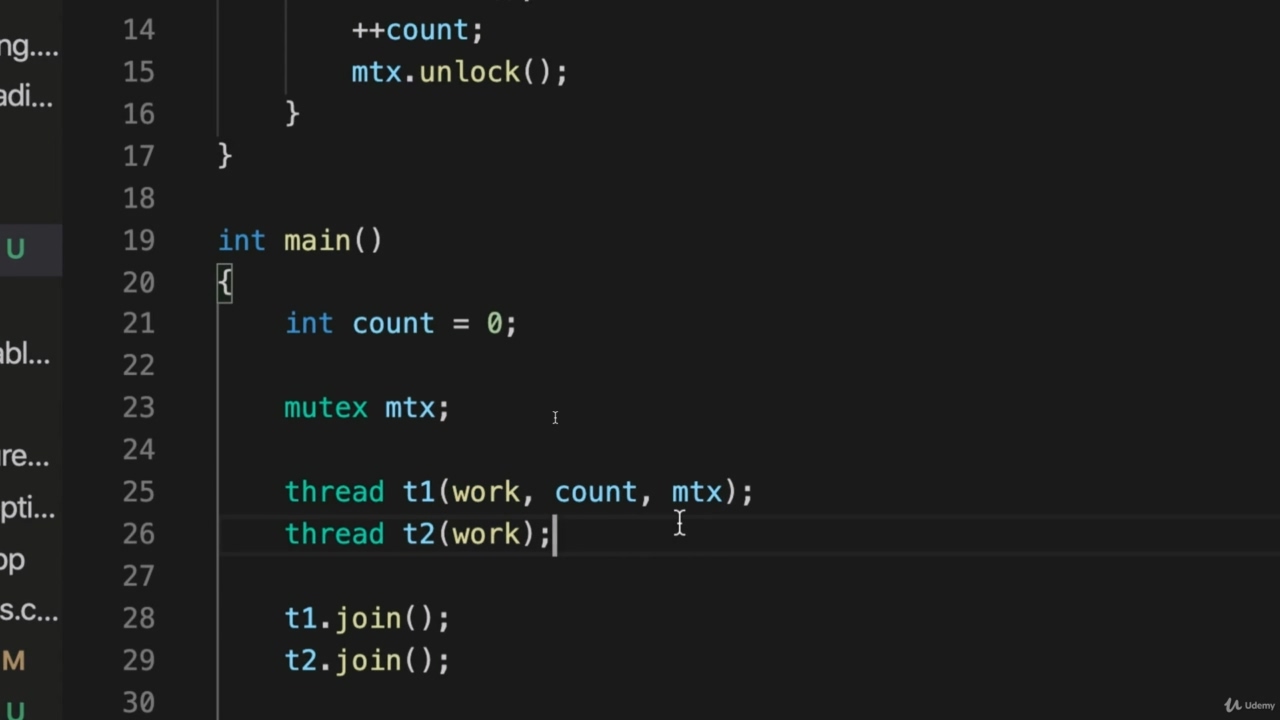 14 ++count;
ng....
15 mtx.unlock();
adi...
16 }
17 }
18
19 int main()
U
20 {
21 int count = 0;
abl...
22
23 mutex mtx;
24
ure...
25 thread t1(work, count, mtx);
pti...
26 thread t2(work);
pp
27
28 t1.join();
s.c...
29 t2.join();
M
30
U
Udemy